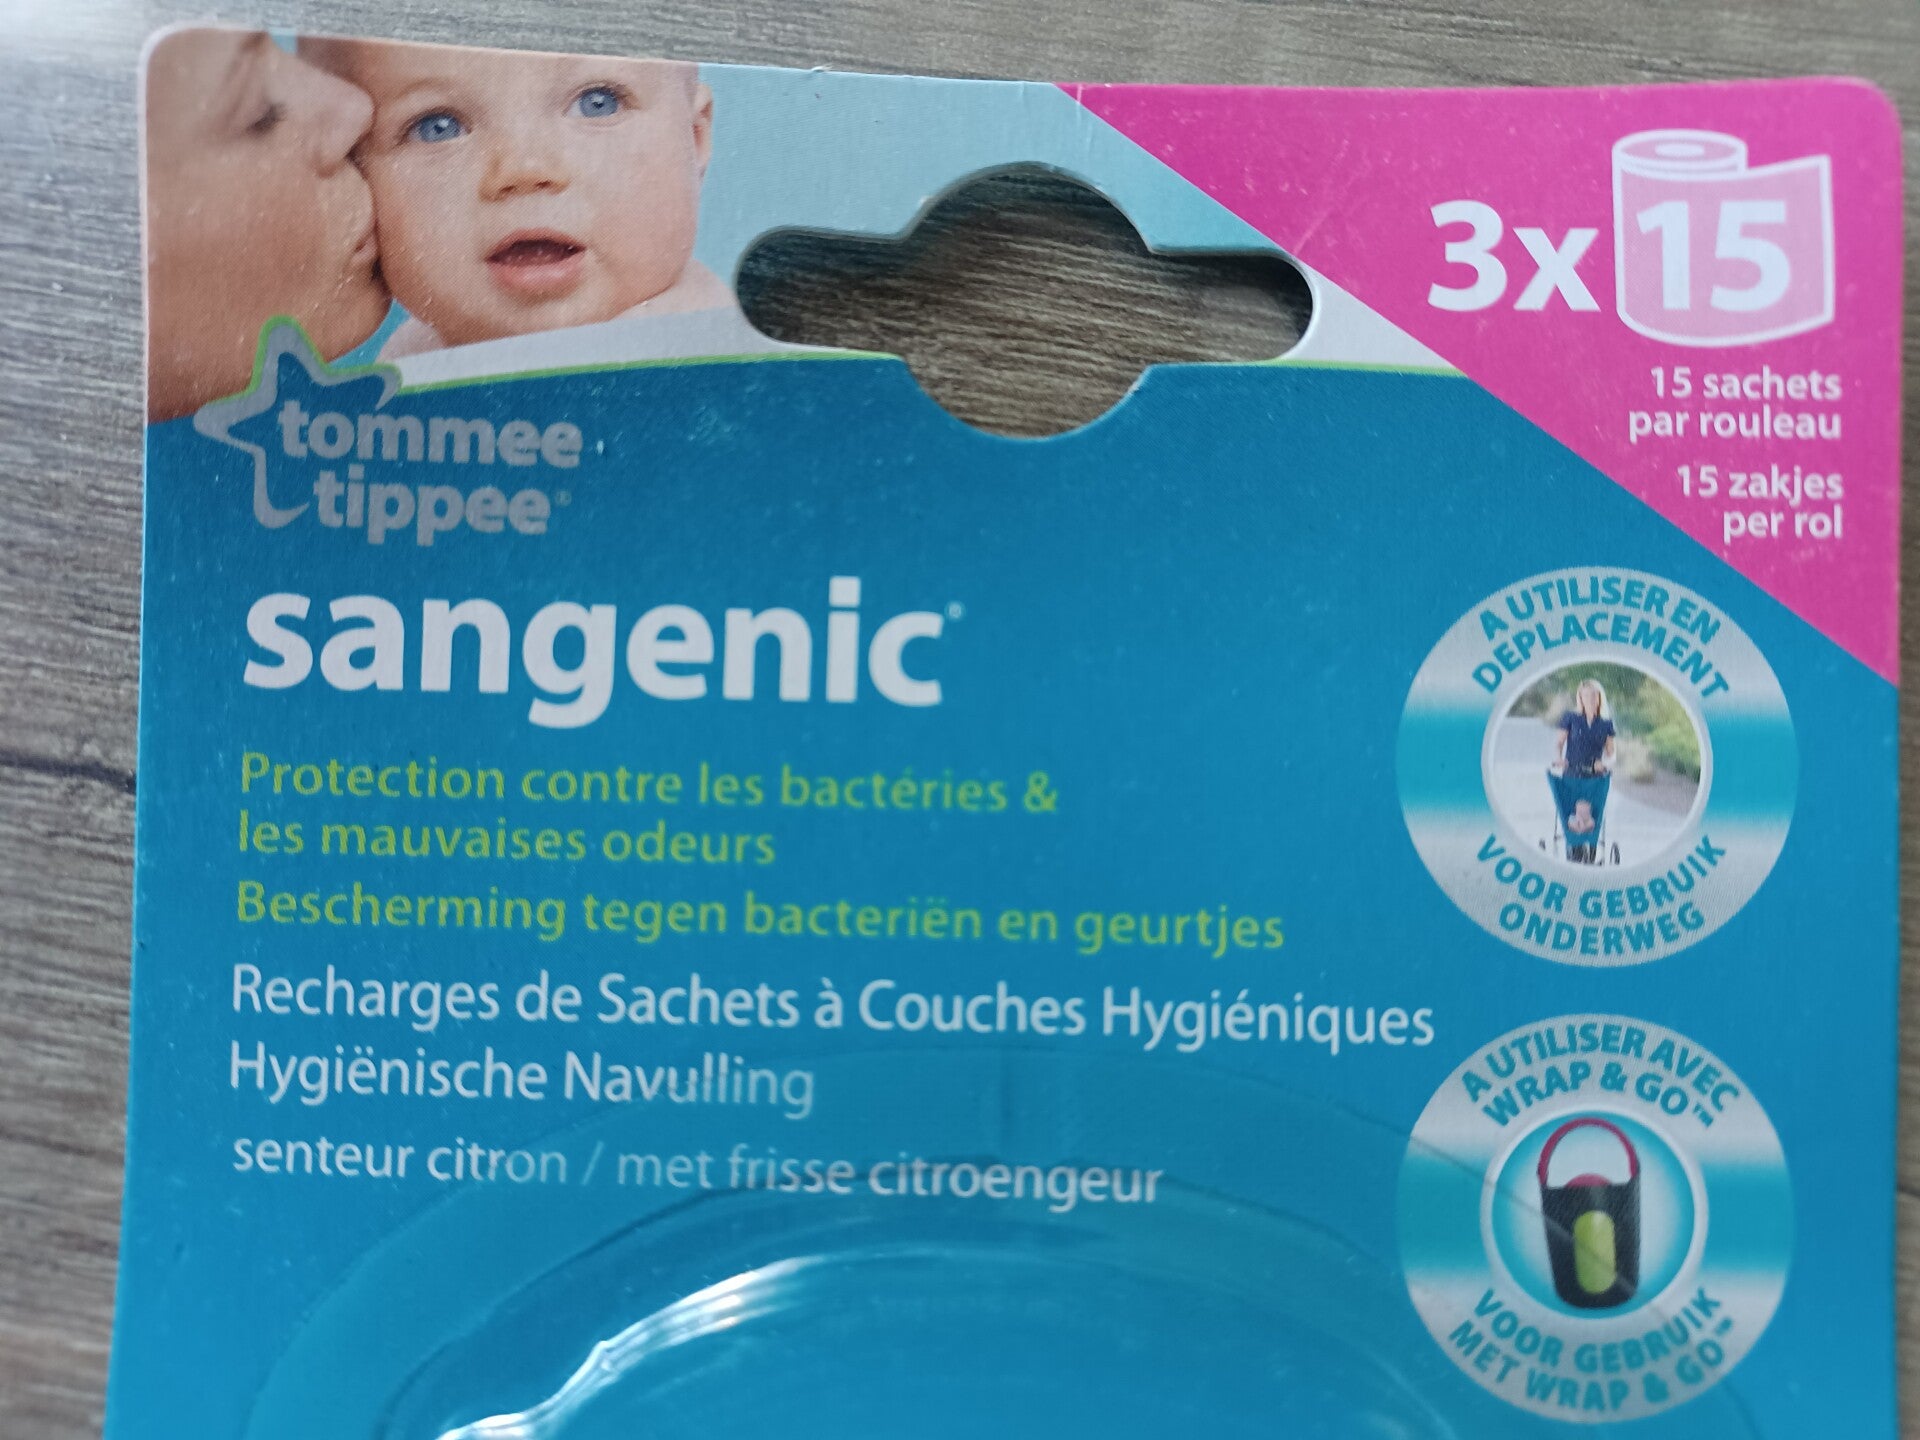 3x 15
15 sachets
par rouleau
15 zakjes
per rol
tommee
tippee®
sangenic®
Protection contre les bactéries &
les mauvaises odeurs
Bescherming tegen bacteriën en geurtjes
Recharges de Sachets à Couches Hygiéniques
Hygiënische Navulling
senteur citron / met frisse citroengeur
A UTILISER EN
DEPLACEMENT
VOOR GEBRUIK
ONDERWEG
A UTILISER AVEC
WRAP & GO™
VOOR GEBRUIK
MET WRAP & GO™